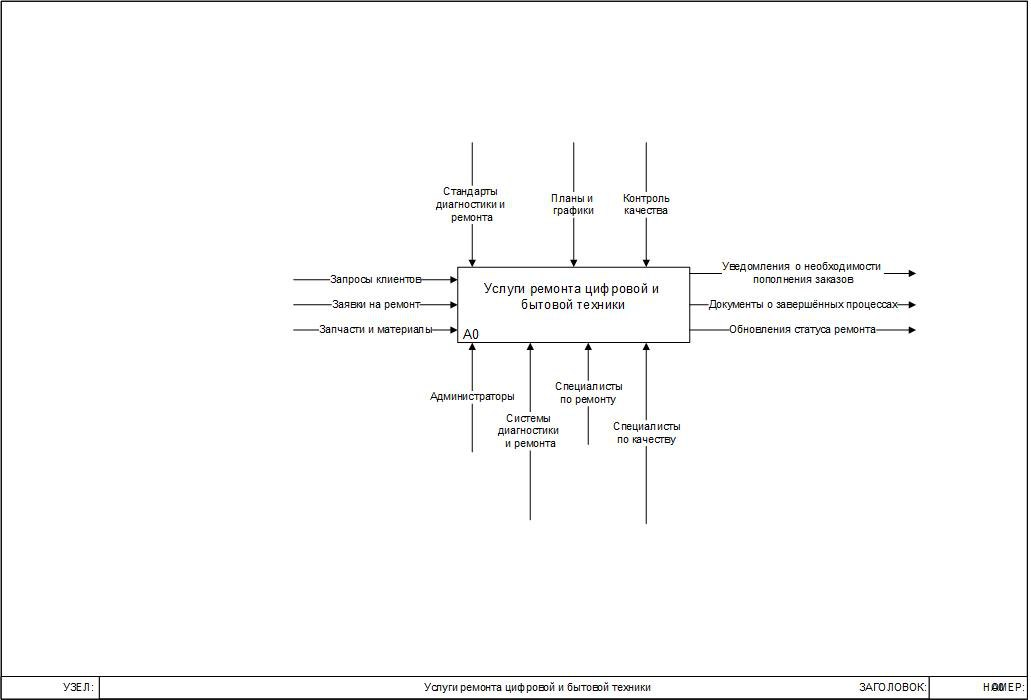 Стандарты
диагностики и
ремонта
Планы и
графики
Контроль
качества
Запросы клиентов
Заявки на ремонт
Запчасти и материалы
Услуги ремонта цифровой и
бытовой техники
A0
Уведомления о необходимости
пополнения заказов
Документы о завершённых процессах
Обновления статуса ремонта
Администраторы
Системы
диагностики
и ремонта
Специалисты
по ремонту
Специалисты
по качеству
УЗЕЛ:
Услуги ремонта цифровой и бытовой техники
ЗАГОЛОВОК: